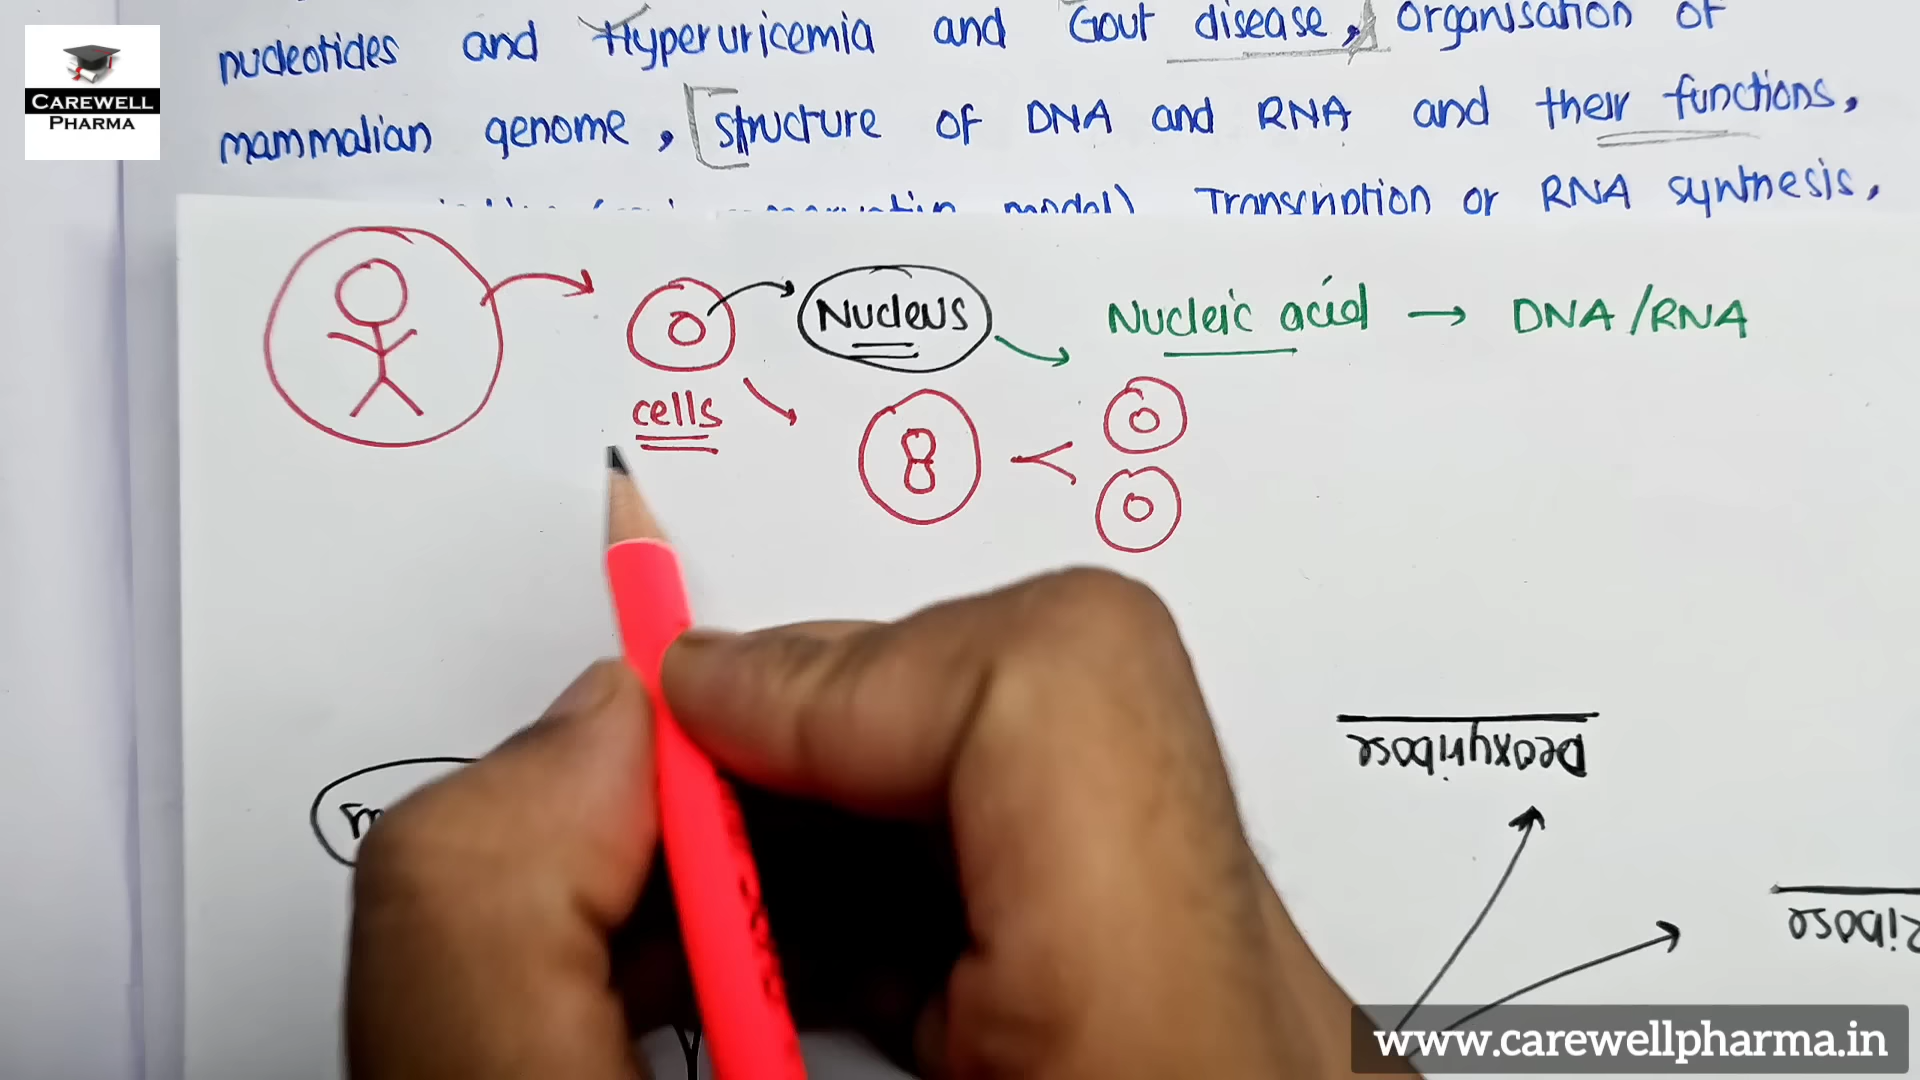 CAREWELL
PHARMA
nucleotides and Hyperuricemia and Gout disease, Organisation of
mammalian genome, structure of DNA and RNA and their functions,
model) Transcription or RNA synthesis,
Nucleus
Nucleic acid → DNA/RNA
cells
Deoxyribose
Ribose
www.carewellpharma.in